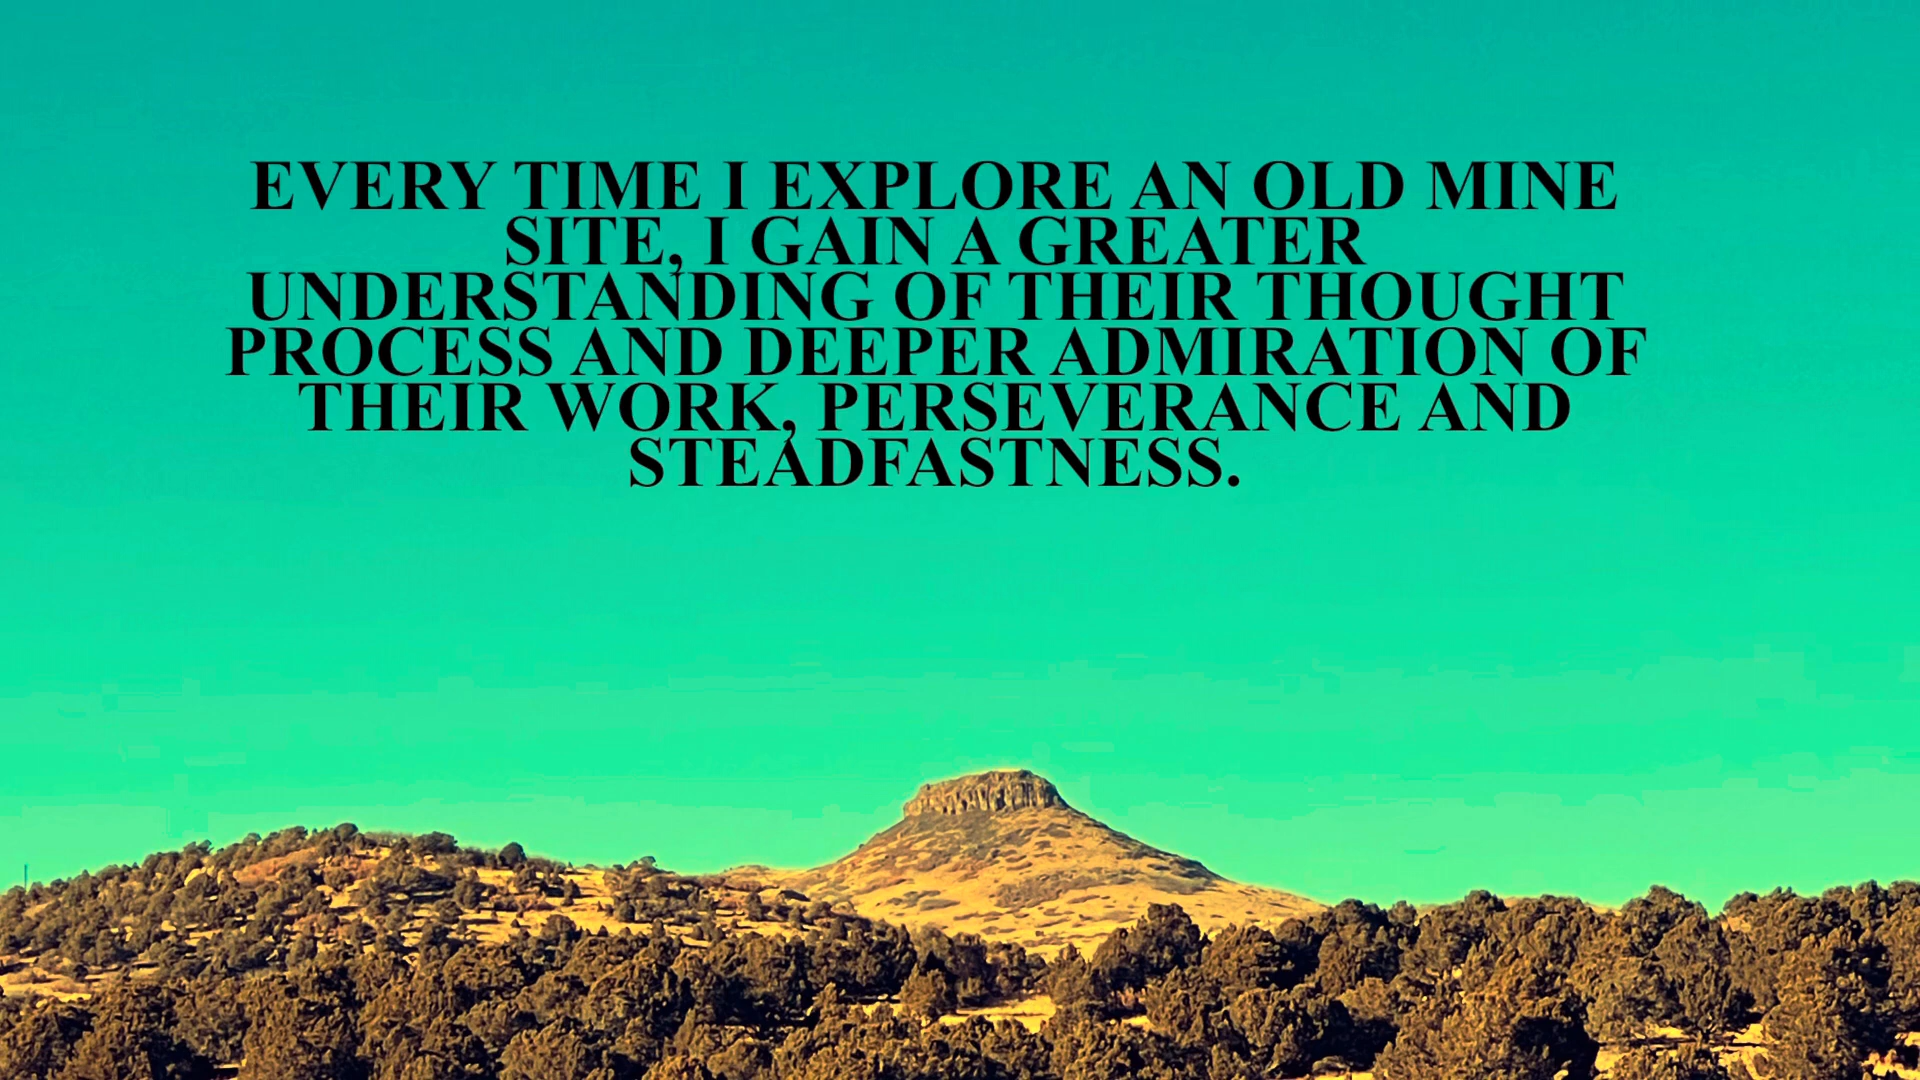 EVERY TIME I EXPLORE AN OLD MINE
SITE, I GAIN A GREATER
UNDERSTANDING OF THEIR THOUGHT
PROCESS AND DEEPER ADMIRATION OF
THEIR WORK, PERSEVERANCE AND
STEADFASTNESS.